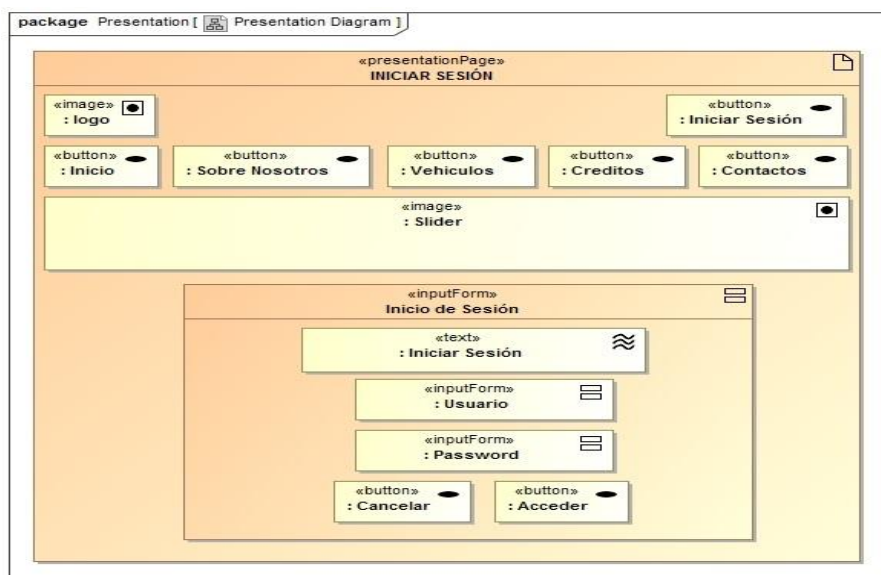 package Presentation [ Presentation Diagram ]
«presentationPage»
INICIAR SESIÓN
«image»
: logo
«button»
: Iniciar Sesión
«button»
: Inicio
«button»
: Sobre Nosotros
«button»
: Vehiculos
«button»
: Creditos
«button»
: Contactos
«image»
: Slider
«inputForm»
Inicio de Sesión
«text»
: Iniciar Sesión
«inputForm»
: Usuario
«inputForm»
: Password
«button»
: Cancelar
«button»
: Acceder